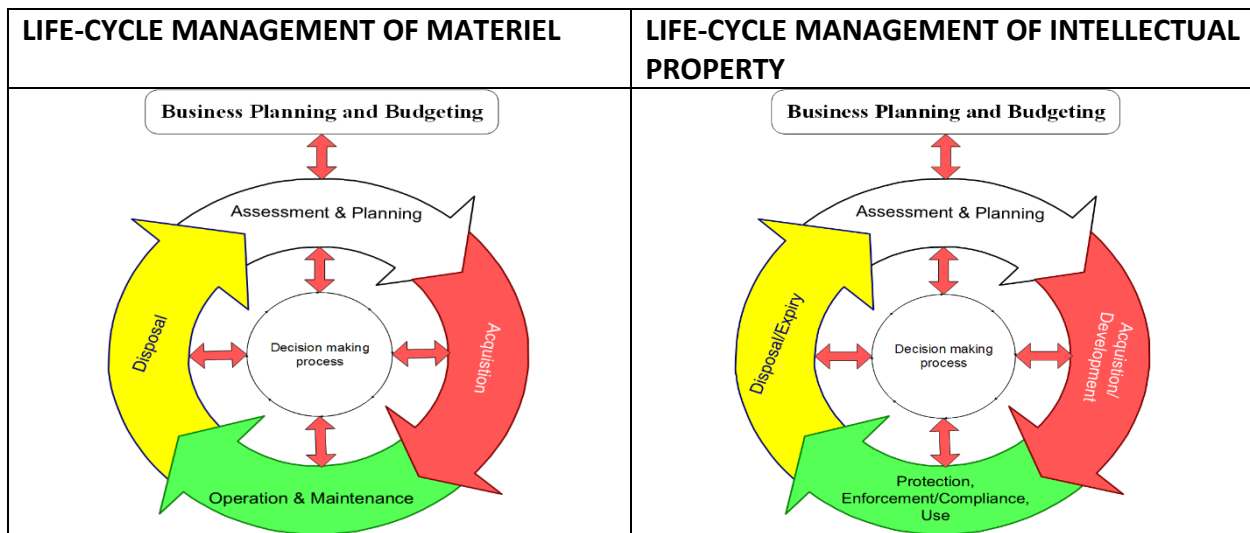 LIFE-CYCLE MANAGEMENT OF MATERIEL
Business Planning and Budgeting
Assessment & Planning
Acquistion
Decision making
process
Disposal
Operation & Maintenance
LIFE-CYCLE MANAGEMENT OF INTELLECTUAL
PROPERTY
Business Planning and Budgeting
Assessment & Planning
Acquistion/
Development
Decision making
process
Disposal/Expiry
Protection,
Enforcement/Compliance,
Use